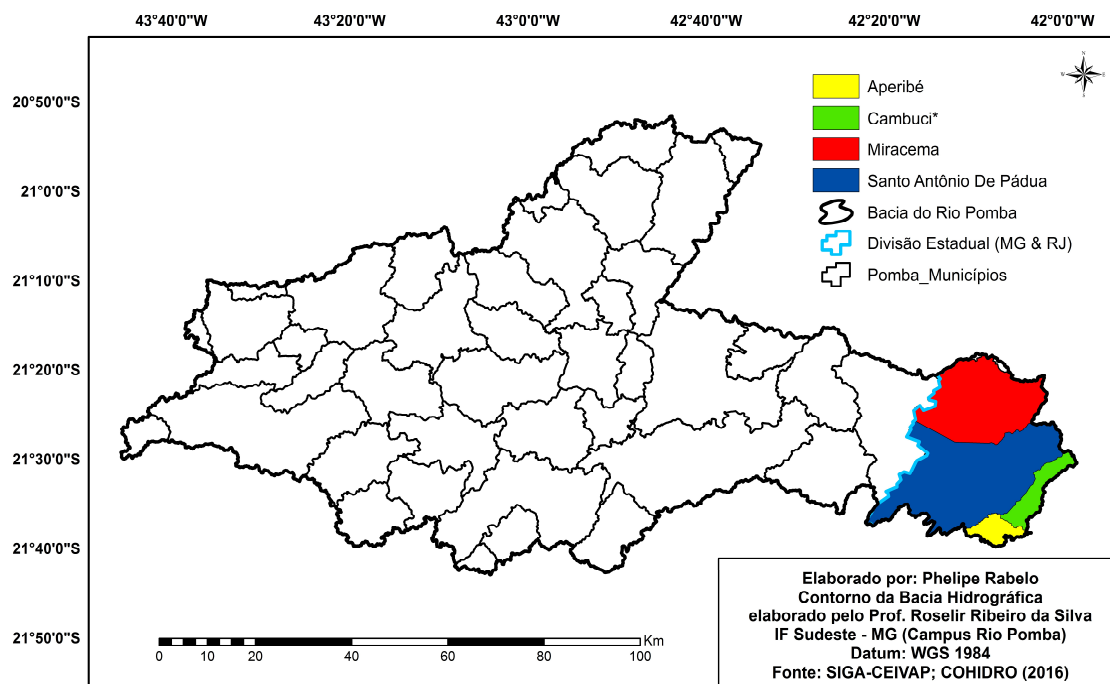 43°40'0"W 43°20'0"W 43°0'0"W 42°40'0"W 42°20'0"W 42°0'0"W
20°50'0"S
21°0'0"S
21°10'0"S
21°20'0"S
21°30'0"S
21°40'0"S
21°50'0"S
N
W E
S
Aperibé
Cambuci*
Miracema
Santo Antônio De Pádua
Bacia do Rio Pomba
Divisão Estadual (MG & RJ)
Pomba_Municípios
Km
0 10 20 40 60 80 100
Elaborado por: Phelipe Rabelo
Contorno da Bacia Hidrográfica
elaborado pelo Prof. Roselir Ribeiro da Silva
IF Sudeste - MG (Campus Rio Pomba)
Datum: WGS 1984
Fonte: SIGA-CEIVAP; COHIDRO (2016)